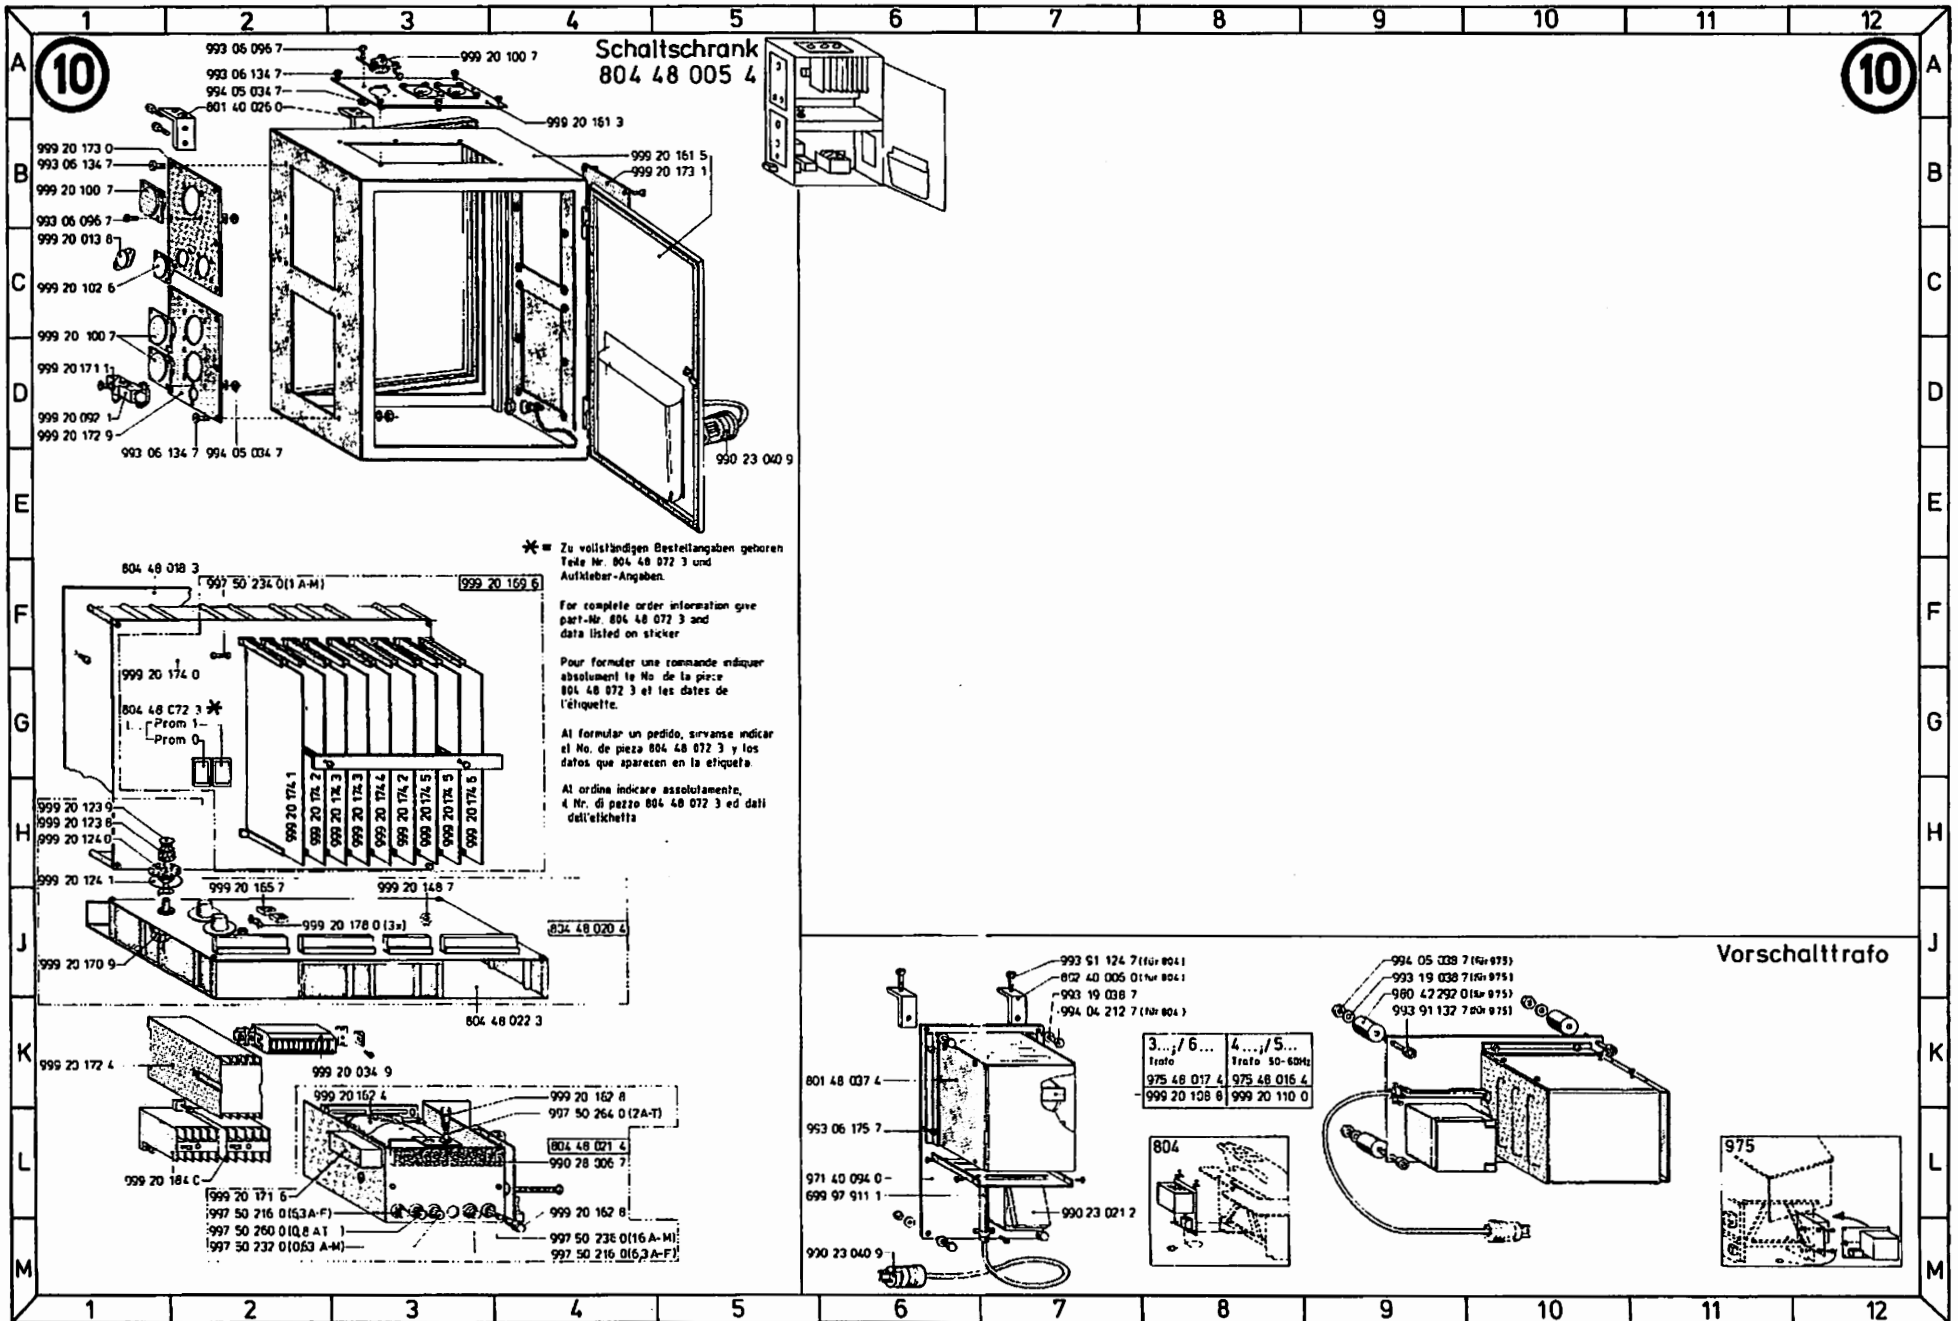 1 2 3 4 5 6 7 8 9 10 11 12
A
B
C
D
E
F
G
H
J
K
L
M
10
993 06 096 7
999 20 100 7
993 06 134 7
994 05 034 7
801 40 026 0
999 20 161 3
Schaltschrank
804 48 005 4
10
999 20 173 0
993 06 134 7
999 20 100 7
993 06 096 7
999 20 013 8
999 20 102 6
999 20 100 7
999 20 171 1
999 20 092 1
999 20 172 9
993 06 134 7
994 05 034 7
999 20 161 5
999 20 173 1
990 23 040 9
* = Zu vollständigen Bestellangaben gehoren
Teile Nr. 804 48 072 3 und
Aufkleber-Angaben.
For complete order information give
part-Nr. 804 48 072 3 and
data listed on sticker
Pour formuler une commande indiquer
absolument le No de la piece
804 48 072 3 et les dates de
l'étiquette.
Al formular un pedido, sirvanse indicar
el No. de pieza 804 48 072 3 y los
datos que aparecen en la etiqueta.
Al ordine indicare assolutamente,
il Nr. di pezzo 804 48 072 3 ed dati
dell'etichetta
804 48 018 3
997 50 234 0 (1 A-M)
999 20 169 6
999 20 174 0
804 48 072 3 *
Prom 1
Prom 0
999 20 174 1
999 20 174 2
999 20 174 3
999 20 174 3
999 20 174 4
999 20 174 2
999 20 174 5
999 20 174 5
999 20 174 6
999 20 123 9
999 20 123 8
999 20 124 0
999 20 124 1
999 20 165 7
999 20 148 7
999 20 178 0 (3x)
804 48 020 4
999 20 170 9
804 48 022 3
999 20 172 4
999 20 034 9
999 20 184 0
999 20 162 4
999 20 162 8
997 50 264 0 (2A-T)
804 48 021 4
990 28 006 7
999 20 171 6
997 50 216 0 (6,3 A-F)
997 50 260 0 (0,8 A T)
997 50 232 0 (0,63 A-M)
999 20 162 8
997 50 236 0 (16 A-M)
997 50 216 0 (6,3 A-F)
Vorschalttrafo
993 91 124 7 (für 804)
802 40 005 0 (für 804)
993 19 038 7
994 04 212 7 (für 804)
801 48 037 4
993 06 175 7
971 40 094 0
699 97 911 1
990 23 021 2
990 23 040 9
3...;/6... 4...;/5...
Trafo Trafo 50-60Hz
975 48 017 4 975 48 016 4
999 20 108 8 999 20 110 0
804
994 05 038 7 (für 975)
993 19 038 7 (für 975)
980 42 292 0 (für 975)
993 91 132 7 (für 975)
975
1 2 3 4 5 6 7 8 9 10 11 12
A
B
C
D
E
F
G
H
J
K
L
M